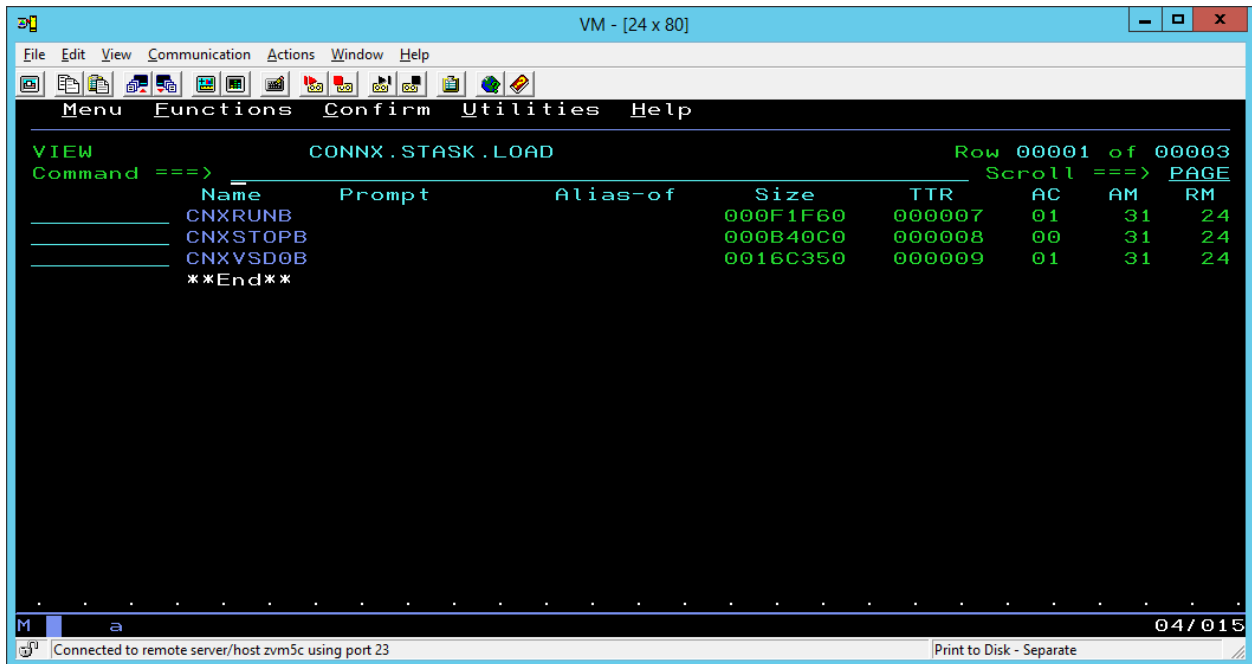 VM - [24 x 80]
File Edit View Communication Actions Window Help
Menu Functions Confirm Utilities Help
VIEW CONNX.STASK.LOAD Row 00001 of 00003
Command ===> Scroll ===> PAGE
Name Prompt Alias-of Size TTR AC AM RM
CNXRUNB 000F1F60 000007 01 31 24
CNXSTOPB 000B40C0 000008 00 31 24
CNXVSD0B 0016C350 000009 01 31 24
**End**
M a 04/015
Connected to remote server/host zvm5c using port 23 Print to Disk - Separate